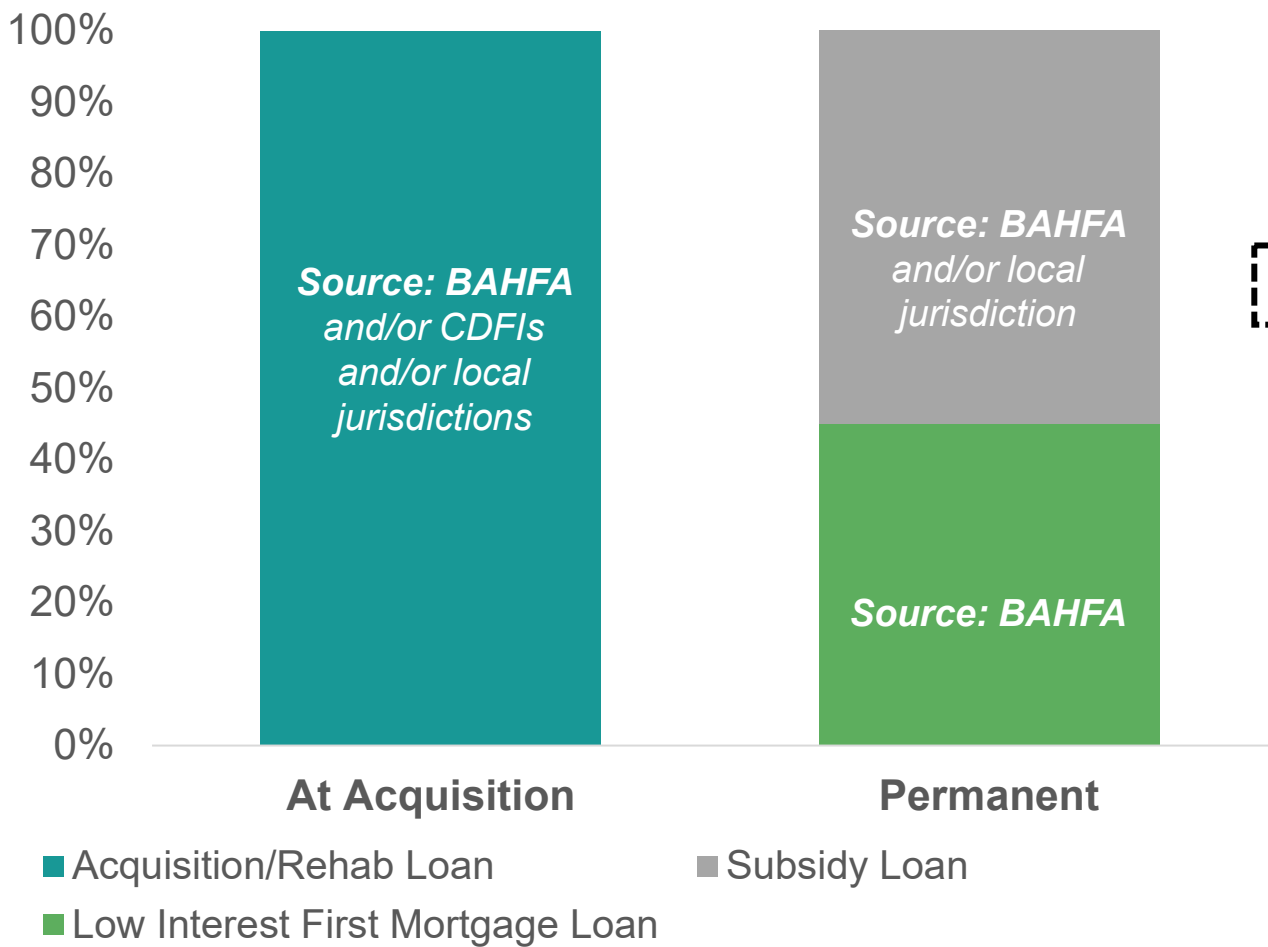 100%
90%
80%
70%
60%
50%
40%
30%
20%
10%
0%
Source: BAHFA
and/or CDFIs
and/or local
jurisdictions
Source: BAHFA
and/or local
jurisdiction
Source: BAHFA
At Acquisition
Permanent
Acquisition/Rehab Loan
Subsidy Loan
Low Interest First Mortgage Loan